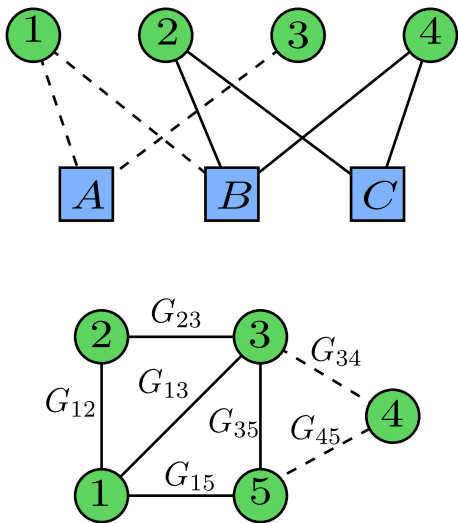 1 2 3 4
A B C
G₂₃
2 3
G₃₄
G₁₃
G₁₂ G₃₅ G₄₅ 4
G₁₅
1 5